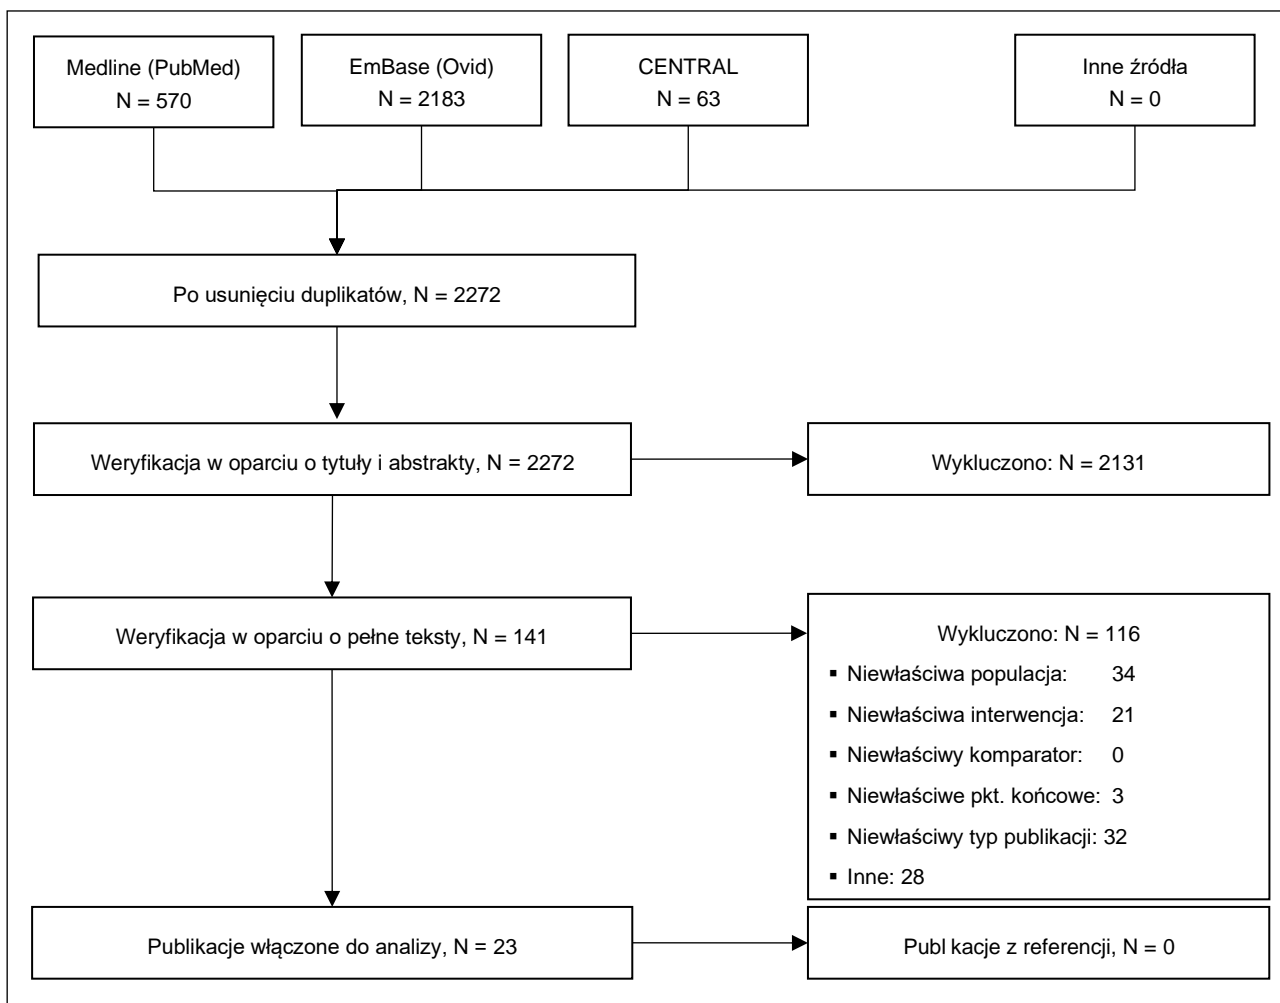 Medline (PubMed)
N = 570
EmBase (Ovid)
N = 2183
CENTRAL
N = 63
Inne źródła
N = 0
Po usunięciu duplikatów, N = 2272
Weryfikacja w oparciu o tytuły i abstrakty, N = 2272
Wykluczono: N = 2131
Weryfikacja w oparciu o pełne teksty, N = 141
Wykluczono: N = 116
▪ Niewłaściwa populacja: 34
▪ Niewłaściwa interwencja: 21
▪ Niewłaściwy komparator: 0
▪ Niewłaściwe pkt. końcowe: 3
▪ Niewłaściwy typ publikacji: 32
▪ Inne: 28
Publikacje włączone do analizy, N = 23
Publ kacje z referencji, N = 0